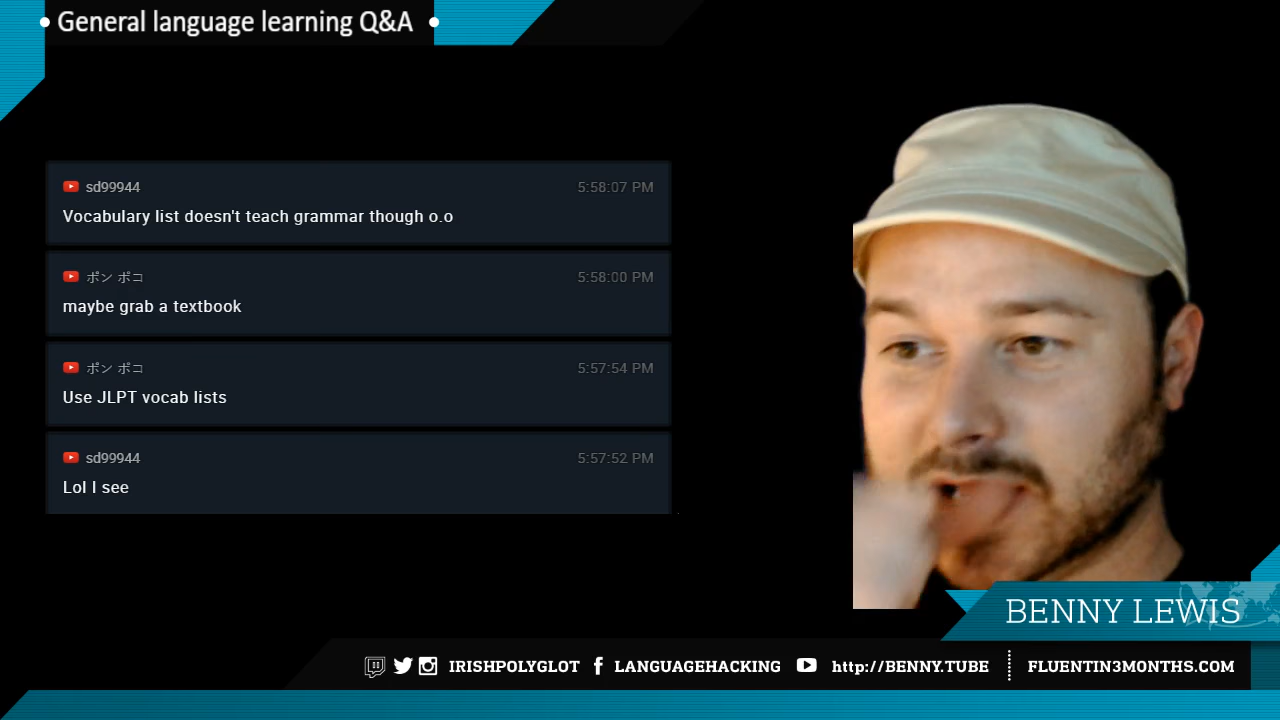 General language learning Q&A
sd99944 5:58:07 PM
Vocabulary list doesn't teach grammar though o.o
ポン ポコ 5:58:00 PM
maybe grab a textbook
ポン ポコ 5:57:54 PM
Use JLPT vocab lists
sd99944 5:57:52 PM
Lol I see
BENNY LEWIS
IRISHPOLYGLOT LANGUAGEHACKING http://BENNY.TUBE FLUENTIN3MONTHS.COM